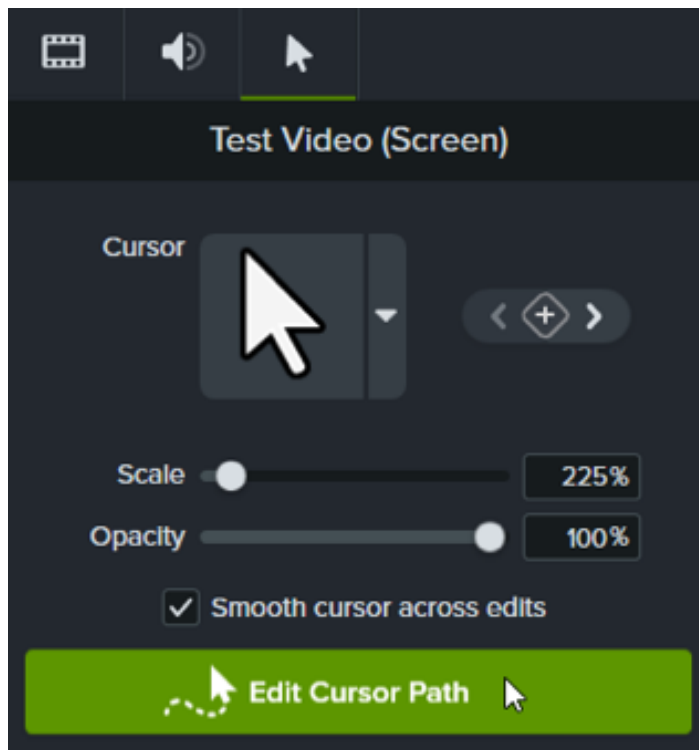 Test Video (Screen)
Cursor
Scale 225%
Opacity 100%
Smooth cursor across edits
Edit Cursor Path